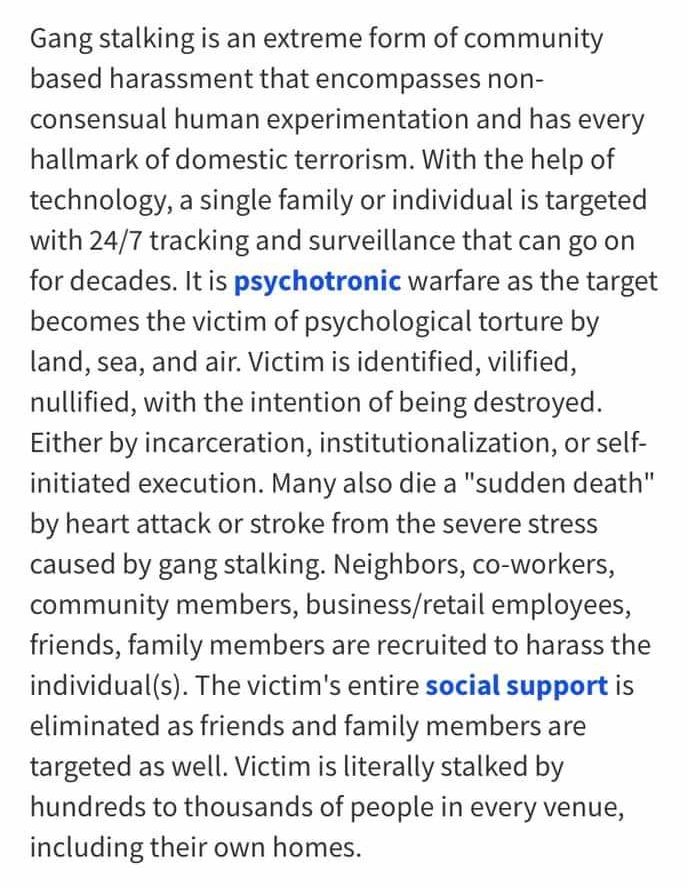 Gang stalking is an extreme form of community
based harassment that encompasses non-
consensual human experimentation and has every
hallmark of domestic terrorism. With the help of
technology, a single family or individual is targeted
with 24/7 tracking and surveillance that can go on
for decades. It is psychotronic warfare as the target
becomes the victim of psychological torture by
land, sea, and air. Victim is identified, vilified,
nullified, with the intention of being destroyed.
Either by incarceration, institutionalization, or self-
initiated execution. Many also die a "sudden death"
by heart attack or stroke from the severe stress
caused by gang stalking. Neighbors, co-workers,
community members, business/retail employees,
friends, family members are recruited to harass the
individual(s). The victim's entire social support is
eliminated as friends and family members are
targeted as well. Victim is literally stalked by
hundreds to thousands of people in every venue,
including their own homes.